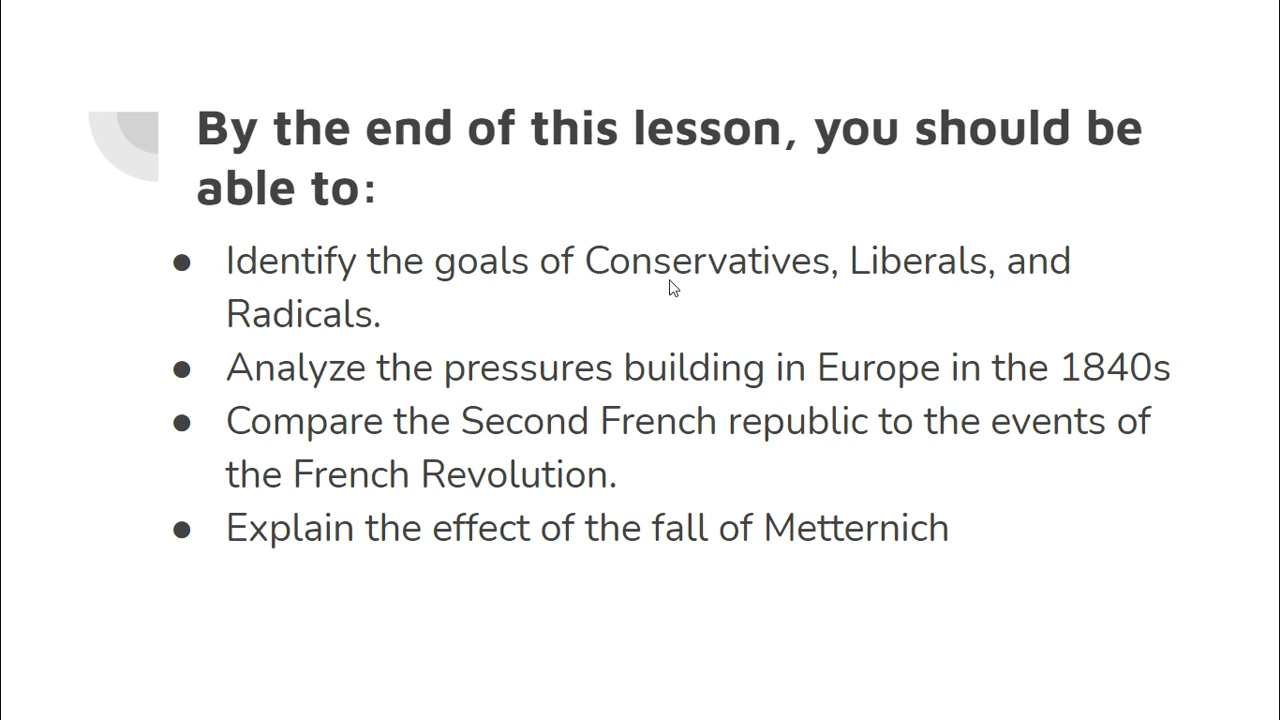 By the end of this lesson, you should be
able to:
● Identify the goals of Conservatives, Liberals, and
Radicals.
● Analyze the pressures building in Europe in the 1840s
● Compare the Second French republic to the events of
the French Revolution.
● Explain the effect of the fall of Metternich